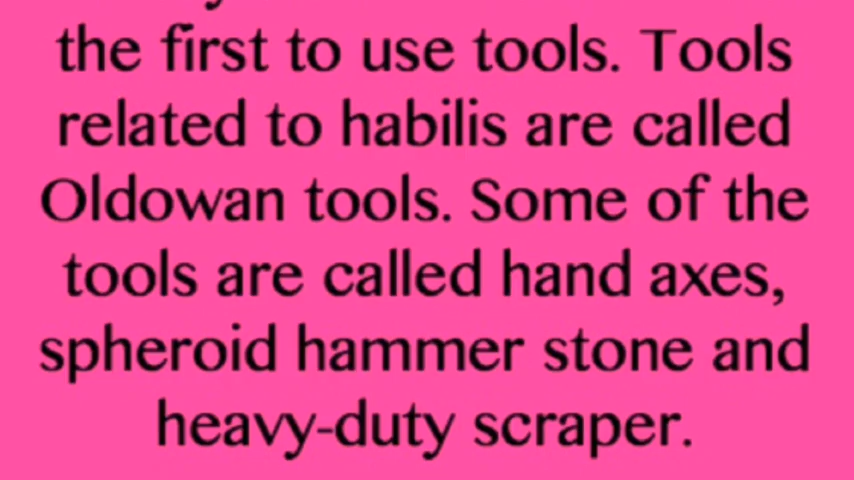 the first to use tools. Tools
related to habilis are called
Oldowan tools. Some of the
tools are called hand axes,
spheroid hammer stone and
heavy-duty scraper.